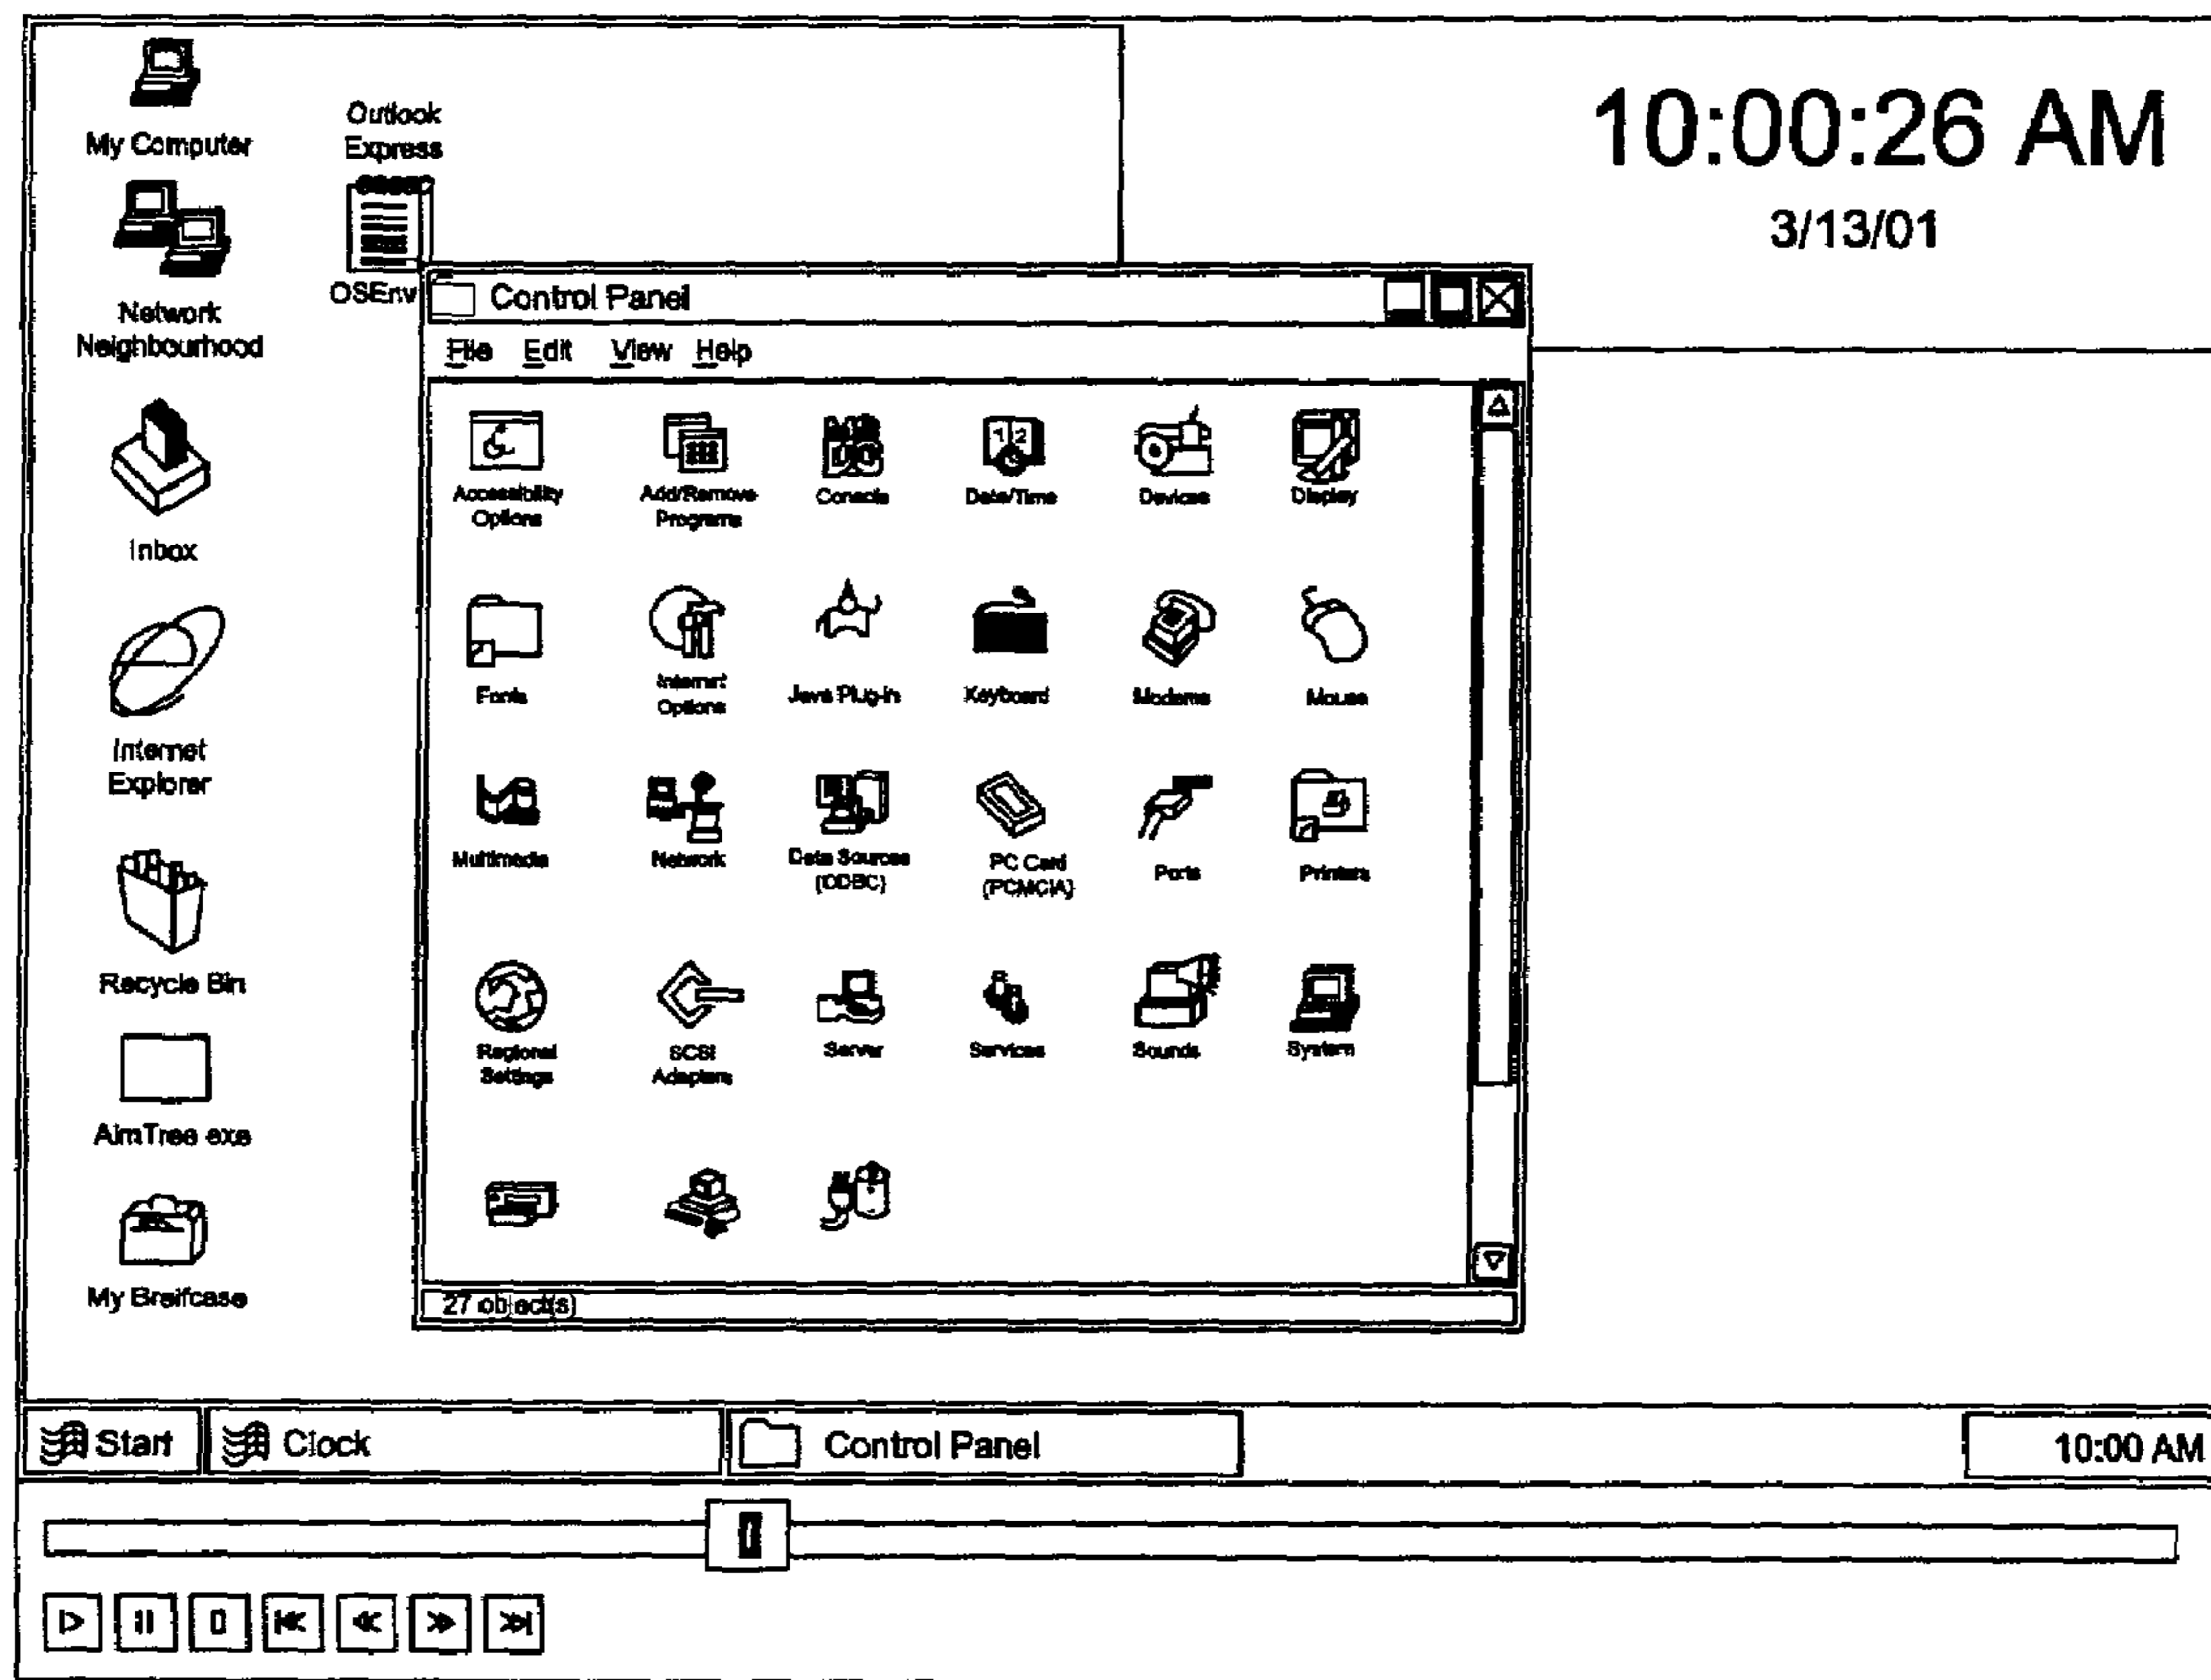 My Computer
Outlook
Express
10:00:26 AM
3/13/01
Network
Neighbourhood
OSEnv
Control Panel
File Edit View Help
Accessibility
Options
Add/Remove
Programs
Console
Date/Time
Devices
Display
Inbox
Fonts
Internet
Options
Java Plug-in
Keyboard
Modems
Mouse
Internet
Explorer
Multimedia
Network
Data Sources
(ODBC)
PC Card
(PCMCIA)
Ports
Printers
Recycle Bin
Regional
Settings
SCSI
Adapters
Server
Services
Sounds
System
AimTree exe
My Breifcase
27 object(s)
Start
Clock
Control Panel
10:00 AM